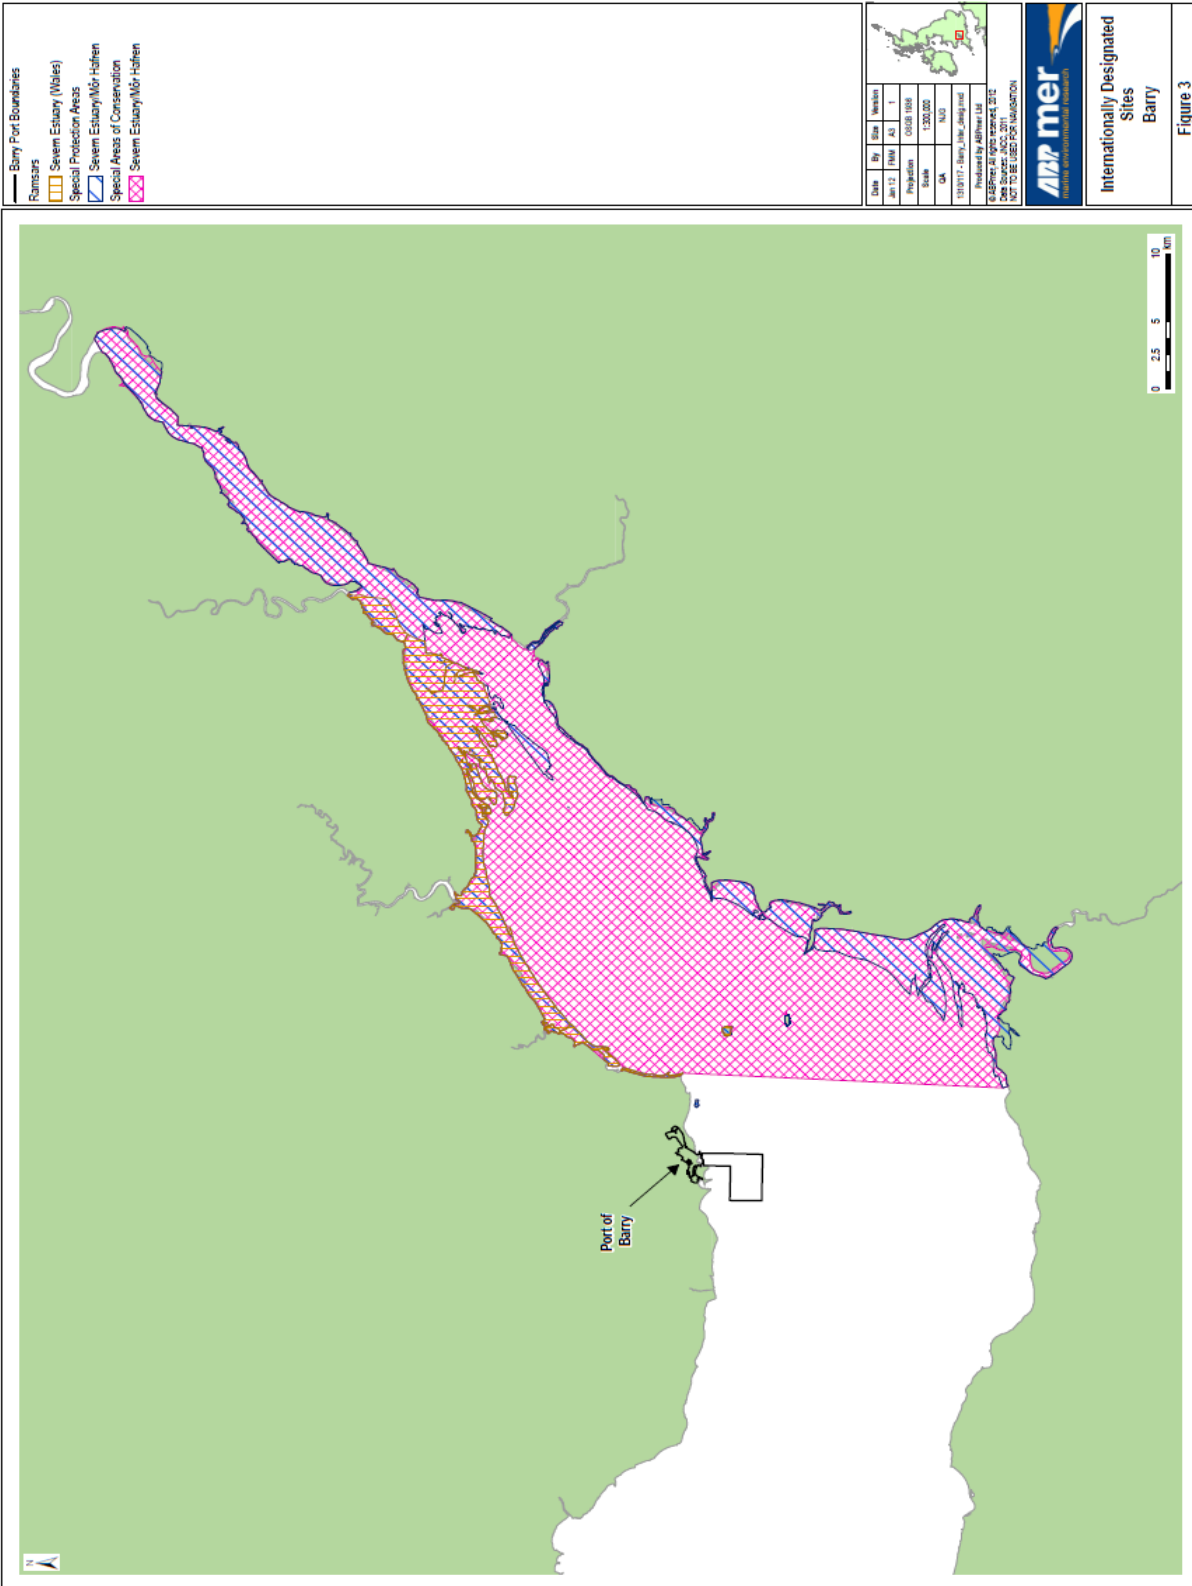 Barry Port Boundaries
Ramsars
Severn Estuary (Wales)
Special Protection Areas
Severn Estuary/Môr Hafren
Special Areas of Conservation
Severn Estuary/Môr Hafren
N
Port of
Barry
0 2.5 5 10
km
Date By Size Version
Jan 12 FMM A3 1
Projection OSGB 1936
Scale 1:300,000
QA NJG
1310/117 - Barry_Inter_desig.mxd
Produced by ABPmer Ltd
©ABPmer, All rights reserved, 2012
Data Sources: JNCC, 2011
NOT TO BE USED FOR NAVIGATION
ABP mer
marine environmental research
Internationally Designated
Sites
Barry
Figure 3